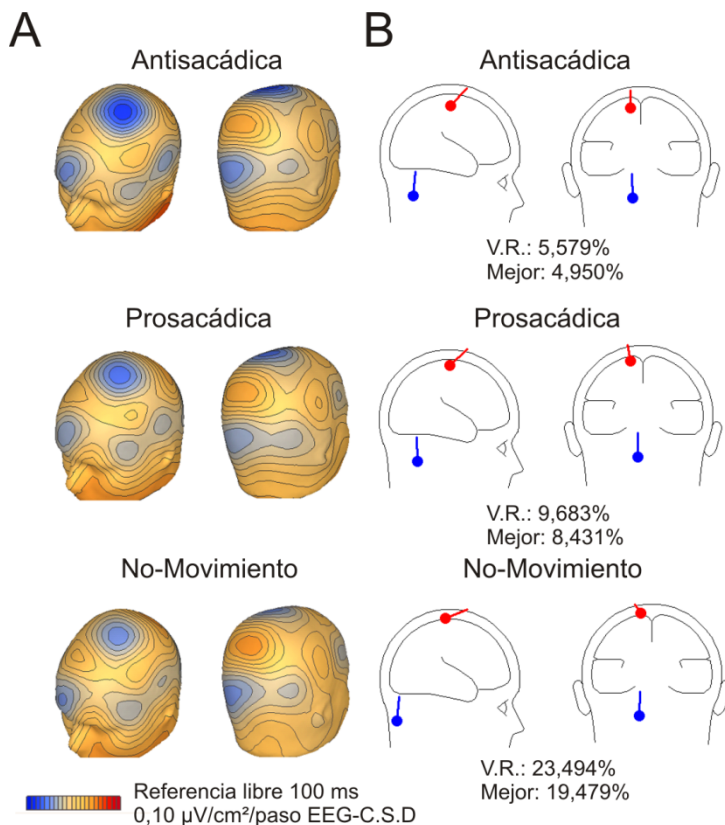 A
B
Antisacádica
Antisacádica
V.R.: 5,579%
Mejor: 4,950%
Prosacádica
Prosacádica
V.R.: 9,683%
Mejor: 8,431%
No-Movimiento
No-Movimiento
V.R.: 23,494%
Mejor: 19,479%
Referencia libre 100 ms
0,10 µV/cm²/paso EEG-C.S.D